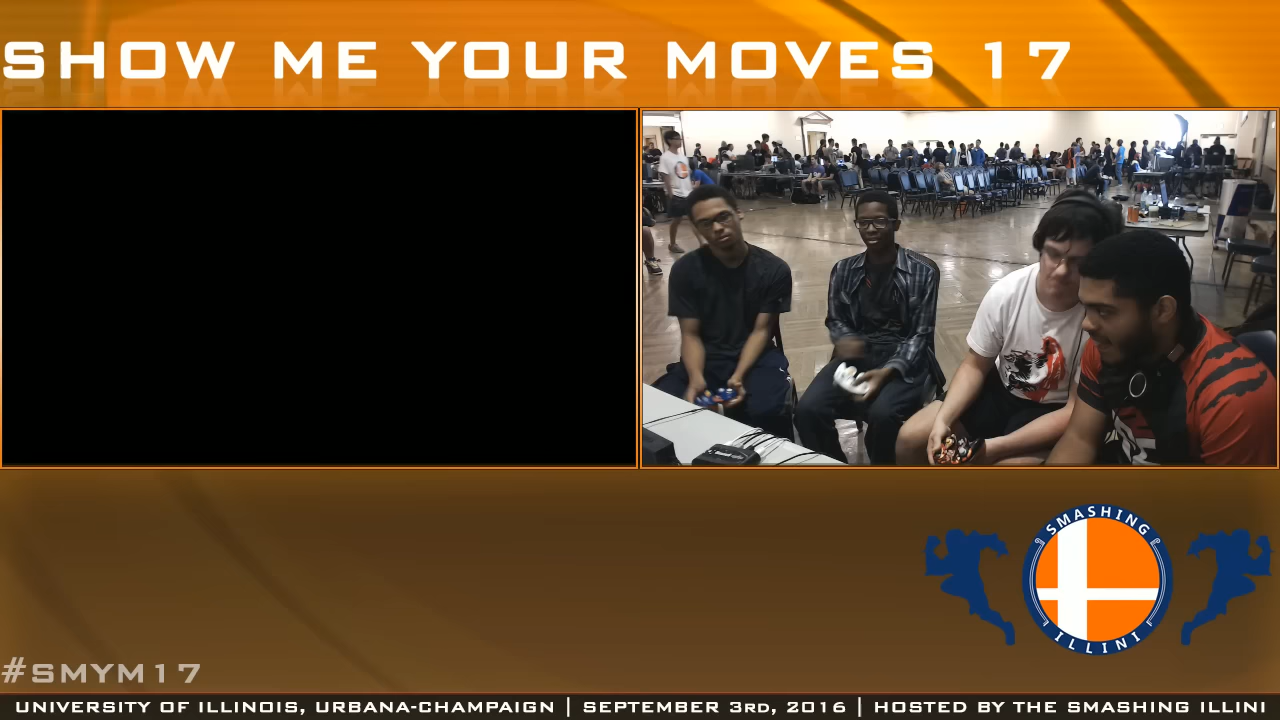 SHOW ME YOUR MOVES 17
SMASHING
ILLINI
#SMYM17
UNIVERSITY OF ILLINOIS, URBANA-CHAMPAIGN | SEPTEMBER 3RD, 2016 | HOSTED BY THE SMASHING ILLINI